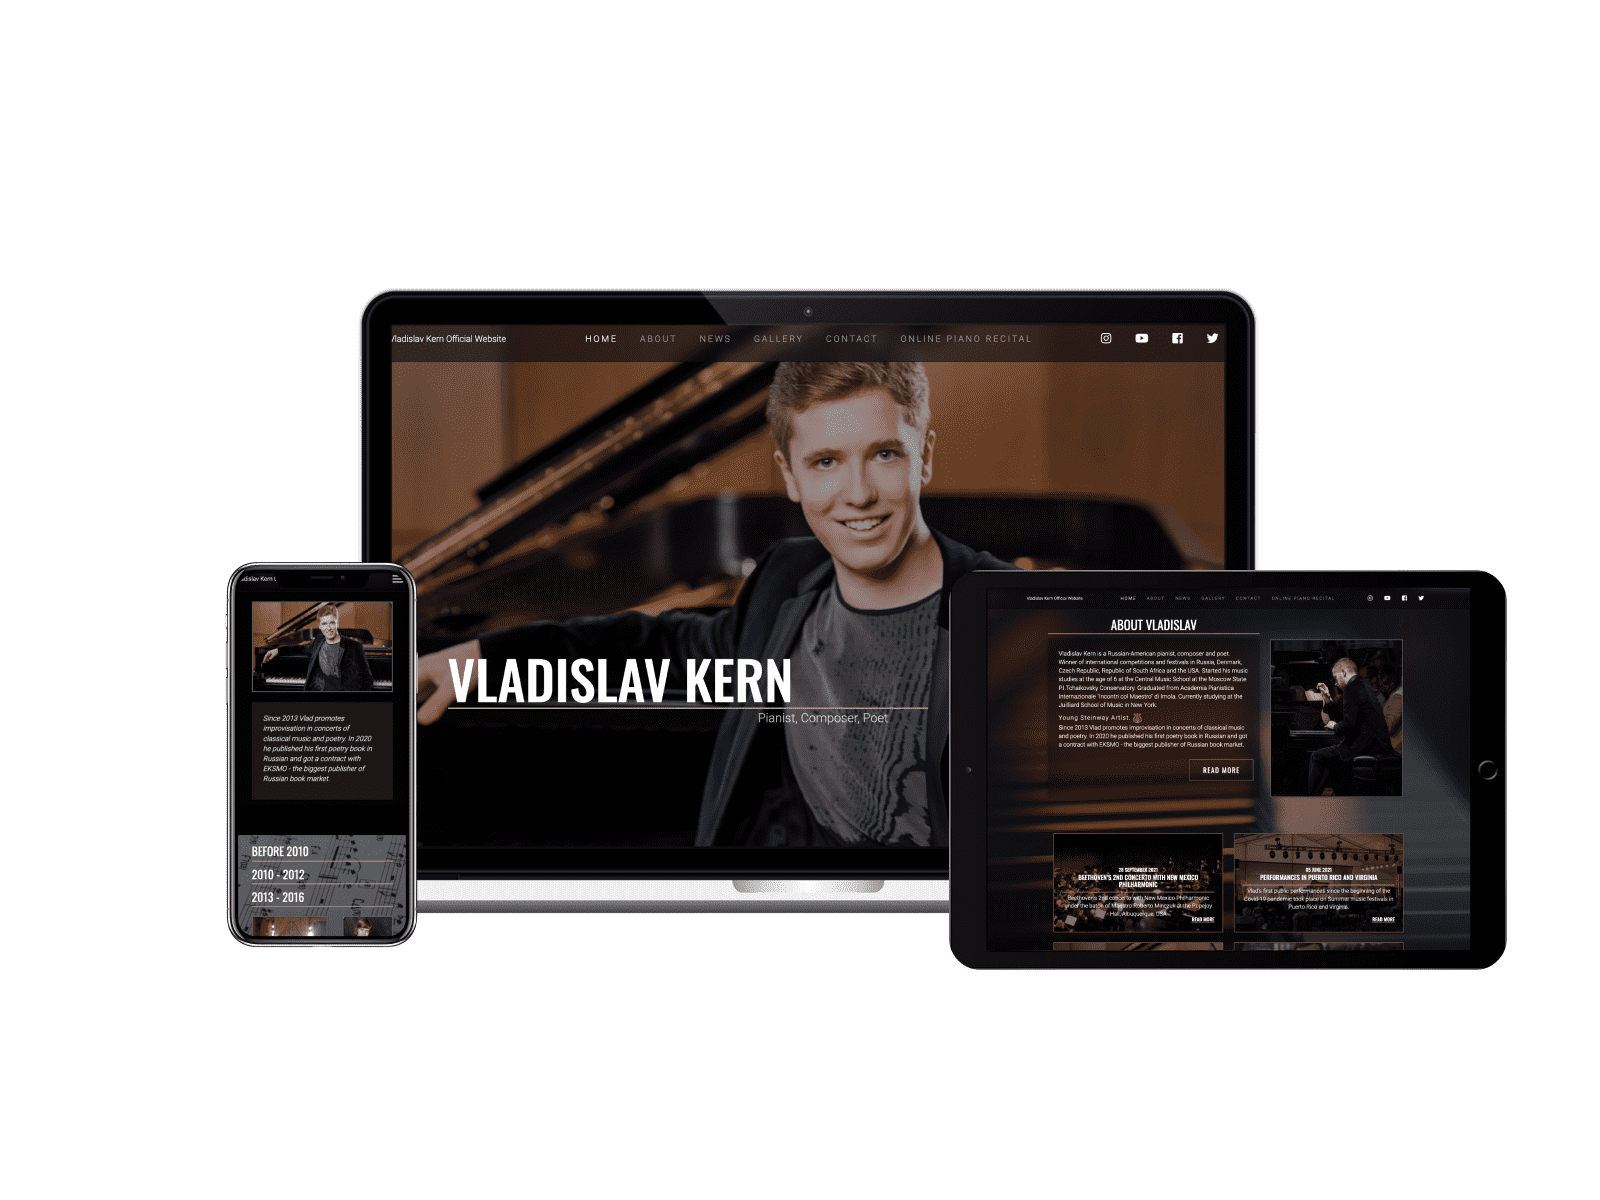 Vladislav Kern Official Website
HOME ABOUT NEWS GALLERY CONTACT ONLINE PIANO RECITAL
VLADISLAV KERN
Pianist, Composer, Poet
adislav Kern
Since 2013 Vlad promotes
improvisation in concerts of
classical music and poetry. In 2020
he published his first poetry book in
Russian and got a contract with
EKSMO - the biggest publisher of
Russian book market.
BEFORE 2010
2010 - 2012
2013 - 2016
Vladislav Kern Official Website HOME ABOUT NEWS GALLERY CONTACT ONLINE PIANO RECITAL
ABOUT VLADISLAV
Vladislav Kern is a Russian-American pianist, composer and poet.
Winner of international competitions and festivals in Russia, Denmark,
Czech Republic, Republic of South Africa and the USA. Started his music
studies at the age of 6 at the Central Music School at the Moscow State
P.I.Tchaikovsky Conservatory. Graduated from Academia Pianistica
Internazionale "Incontri col Maestro" di Imola. Currently studying at the
Juilliard School of Music in New York.
Young Steinway Artist.
Since 2013 Vlad promotes improvisation in concerts of classical music
and poetry. In 2020 he published his first poetry book in Russian and got
a contract with EKSMO - the biggest publisher of Russian book market.
READ MORE
28 SEPTEMBER 2021
BEETHOVEN'S 2ND CONCERTO WITH NEW MEXICO
PHILHARMONIC
Beethoven's 2nd concerto with New Mexico Philharmonic
under the batton of Maestro Roberto Minczuk at the Popejoy
Hall, Albuquerque, USA
READ MORE
05 JUNE 2021
PERFORMANCES IN PUERTO RICO AND VIRGINIA
Vlad's first public performances since the beginning of the
Covid-19 pandemic took place on Summer music festivals in
Puerto Rico and Virginia.
READ MORE